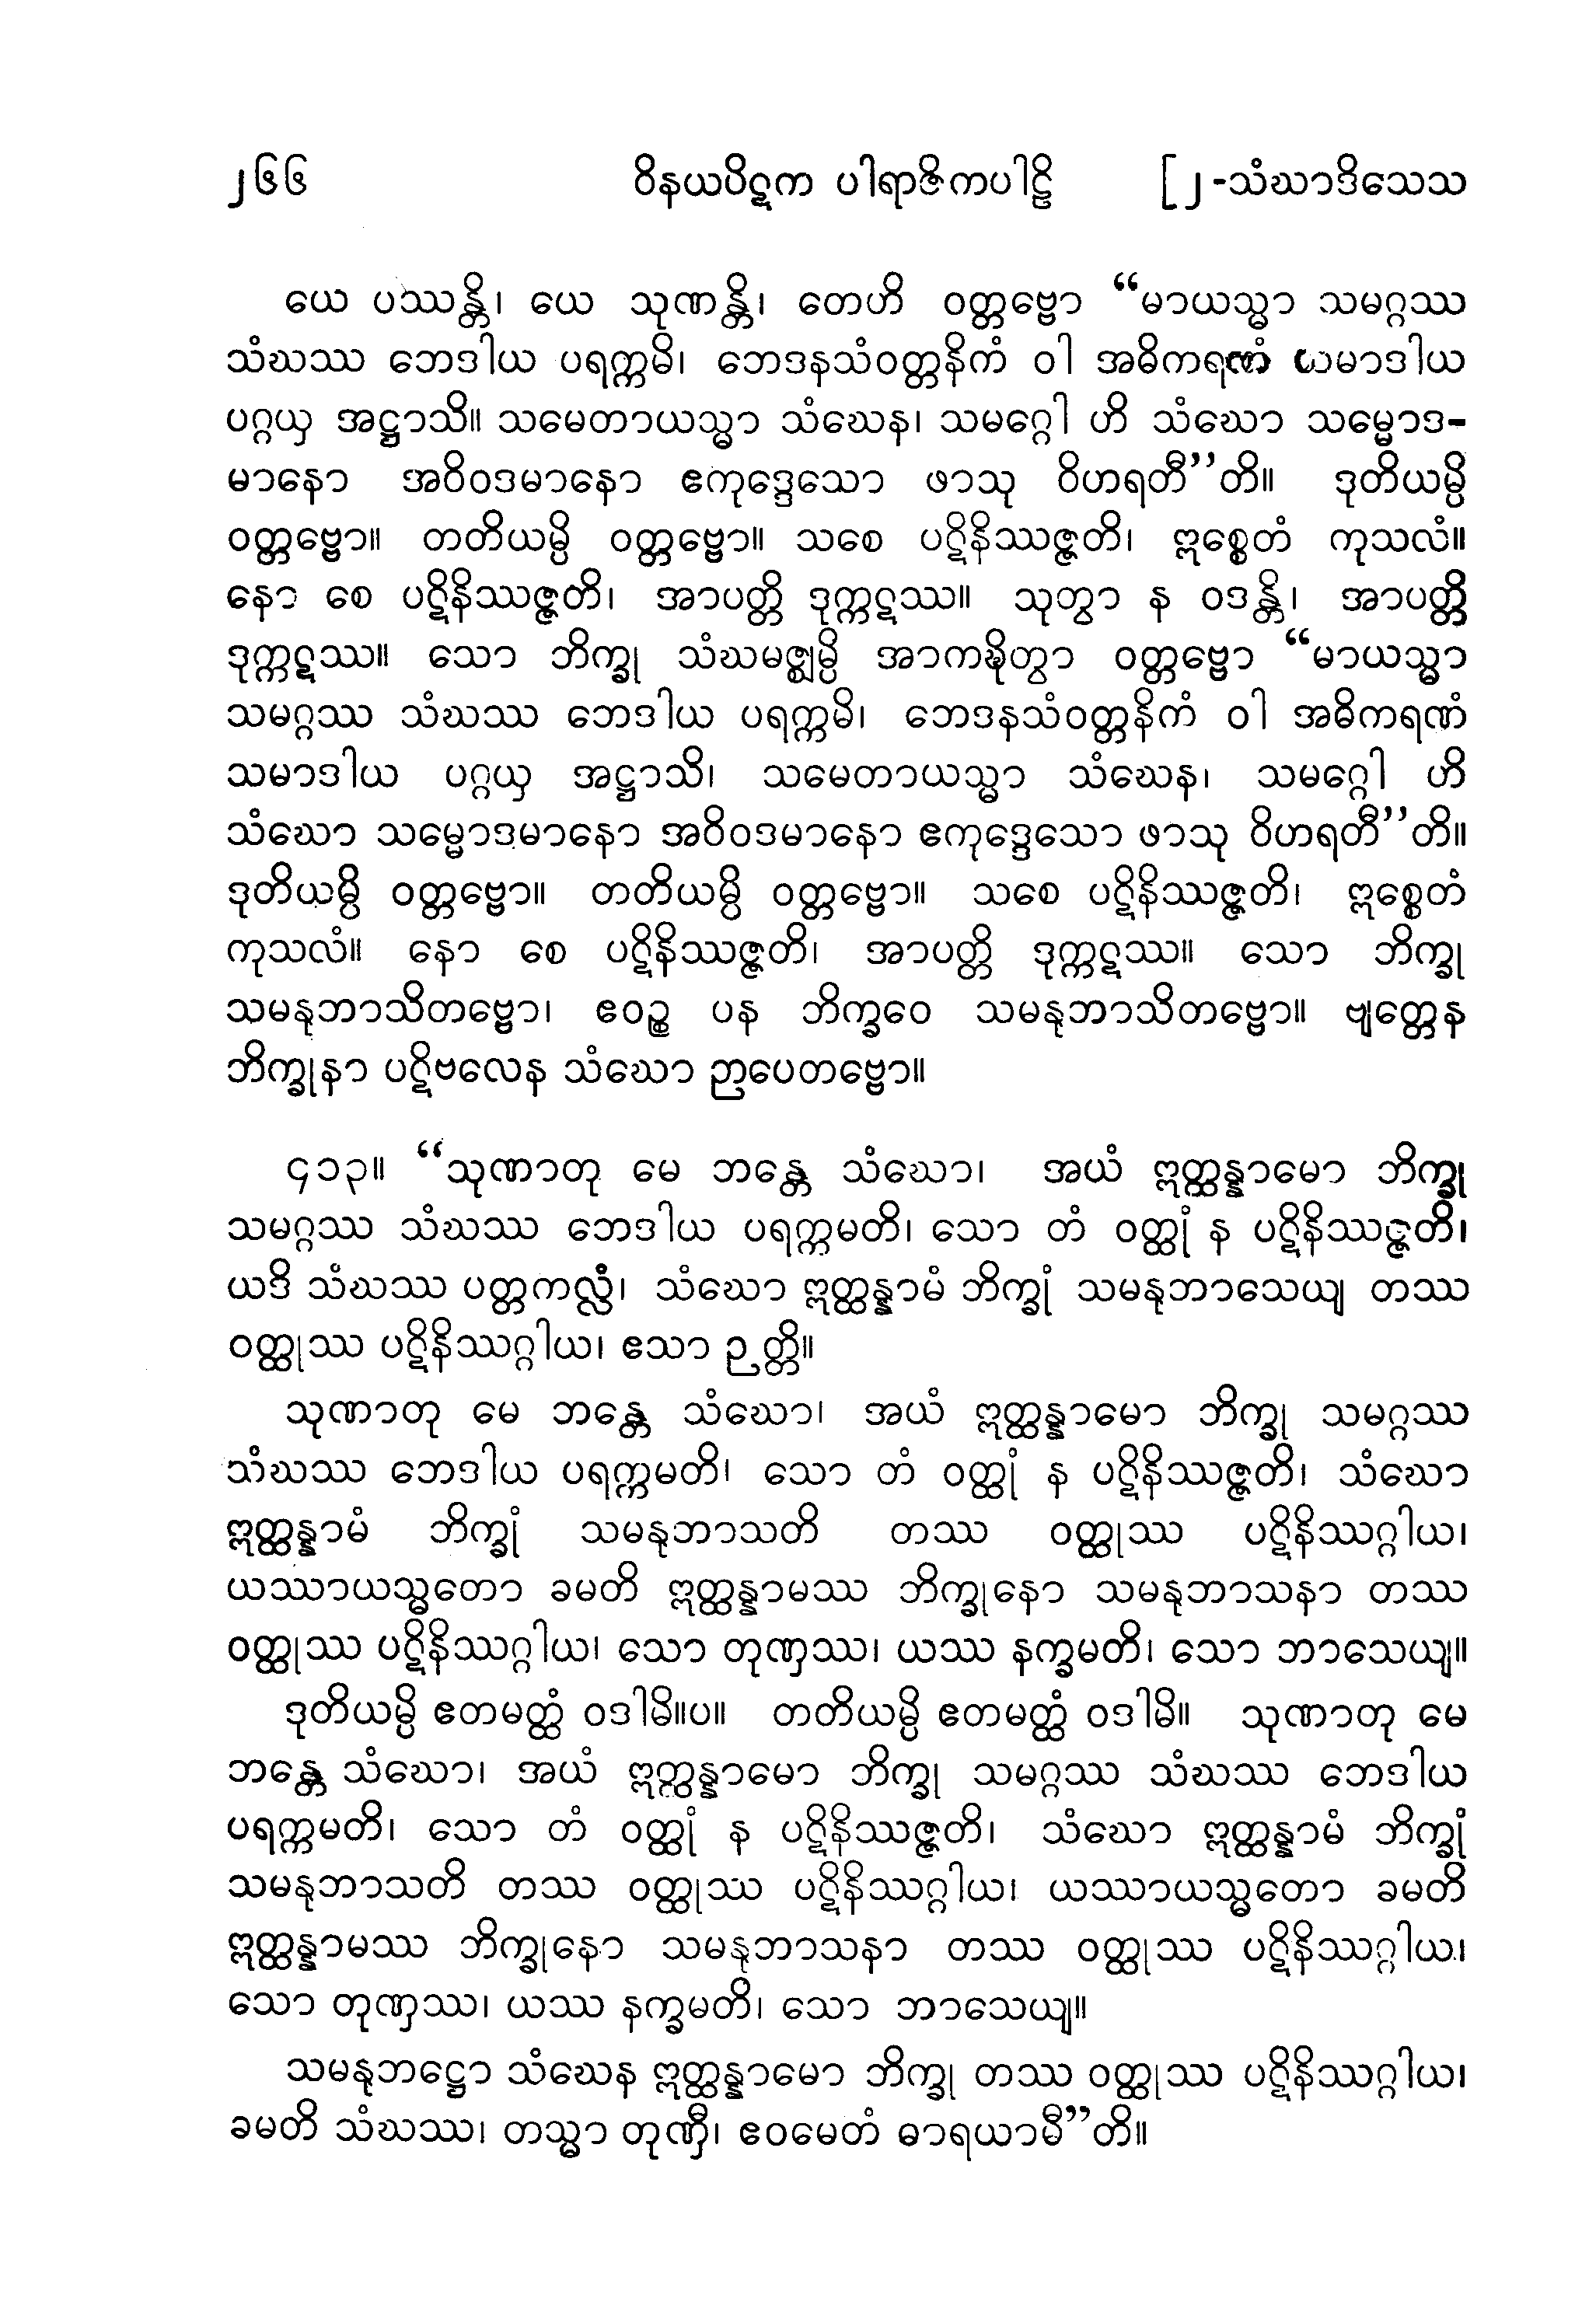 ၂၆၆ ဝိနယပိဋက ပါရာဇိကပါဠိ [၂-သံဃာဒိသေသ
ယေ ပဿန္တိ၊ ယေ သုဏန္တိ၊ တေဟိ ဝတ္တဗ္ဗော “မာယသ္မာ သမဂ္ဂဿ
သံဃဿ ဘေဒါယ ပရက္ကမိ၊ ဘေဒနသံဝတ္တနိကံ ဝါ အဓိကရဏံ သမာဒါယ
ပဂ္ဂယှ အဋ္ဌာသိ။ သမေတာယသ္မာ သံဃေန၊ သမဂ္ဂေါ ဟိ သံဃော သမ္မောဒ-
မာနော အဝိဝဒမာနော ဧကုဒ္ဒေသော ဖာသု ဝိဟရတီ”တိ။ ဒုတိယမ္ပိ
ဝတ္တဗ္ဗော။ တတိယမ္ပိ ဝတ္တဗ္ဗော။ သစေ ပဋိနိဿဇ္ဇတိ၊ ဣစ္စေတံ ကုသလံ။
နော စေ ပဋိနိဿဇ္ဇတိ၊ အာပတ္တိ ဒုက္ကဋဿ။ သုတွာ န ဝဒန္တိ၊ အာပတ္တိ
ဒုက္ကဋဿ။ သော ဘိက္ခု သံဃမဇ္ဈမ္ပိ အာကဍ္ဎိတွာ ဝတ္တဗ္ဗော “မာယသ္မာ
သမဂ္ဂဿ သံဃဿ ဘေဒါယ ပရက္ကမိ၊ ဘေဒနသံဝတ္တနိကံ ဝါ အဓိကရဏံ
သမာဒါယ ပဂ္ဂယှ အဋ္ဌာသိ၊ သမေတာယသ္မာ သံဃေန၊ သမဂ္ဂေါ ဟိ
သံဃော သမ္မောဒမာနော အဝိဝဒမာနော ဧကုဒ္ဒေသော ဖာသု ဝိဟရတီ”တိ။
ဒုတိယမ္ပိ ဝတ္တဗ္ဗော။ တတိယမ္ပိ ဝတ္တဗ္ဗော။ သစေ ပဋိနိဿဇ္ဇတိ၊ ဣစ္စေတံ
ကုသလံ။ နော စေ ပဋိနိဿဇ္ဇတိ၊ အာပတ္တိ ဒုက္ကဋဿ။ သော ဘိက္ခု
သမနုဘာသိတဗ္ဗော၊ ဧဝဉ္စ ပန ဘိက္ခဝေ သမနုဘာသိတဗ္ဗော။ ဗျတ္တေန
ဘိက္ခုနာ ပဋိဗလေန သံဃော ဉာပေတဗ္ဗော။
၄၁၃။ “သုဏာတု မေ ဘန္တေ သံဃော၊ အယံ ဣတ္ထန္နာမော ဘိက္ခု
သမဂ္ဂဿ သံဃဿ ဘေဒါယ ပရက္ကမတိ၊ သော တံ ဝတ္ထုံ န ပဋိနိဿဇ္ဇတိ၊
ယဒိ သံဃဿ ပတ္တကလ္လံ၊ သံဃော ဣတ္ထန္နာမံ ဘိက္ခုံ သမနုဘာသေယျ တဿ
ဝတ္ထုဿ ပဋိနိဿဂ္ဂါယ၊ ဧသာ ဉတ္တိ။
သုဏာတု မေ ဘန္တေ သံဃော၊ အယံ ဣတ္ထန္နာမော ဘိက္ခု သမဂ္ဂဿ
သံဃဿ ဘေဒါယ ပရက္ကမတိ၊ သော တံ ဝတ္ထုံ န ပဋိနိဿဇ္ဇတိ၊ သံဃော
ဣတ္ထန္နာမံ ဘိက္ခုံ သမနုဘာသတိ တဿ ဝတ္ထုဿ ပဋိနိဿဂ္ဂါယ၊
ယဿာယသ္မတော ခမတိ ဣတ္ထန္နာမဿ ဘိက္ခုနော သမနုဘာသနာ တဿ
ဝတ္ထုဿ ပဋိနိဿဂ္ဂါယ၊ သော တုဏှဿ၊ ယဿ နက္ခမတိ၊ သော ဘာသေယျ။
ဒုတိယမ္ပိ ဧတမတ္ထံ ဝဒါမိ။ပ။ တတိယမ္ပိ ဧတမတ္ထံ ဝဒါမိ။ သုဏာတု မေ
ဘန္တေ သံဃော၊ အယံ ဣတ္ထန္နာမော ဘိက္ခု သမဂ္ဂဿ သံဃဿ ဘေဒါယ
ပရက္ကမတိ၊ သော တံ ဝတ္ထုံ န ပဋိနိဿဇ္ဇတိ၊ သံဃော ဣတ္ထန္နာမံ ဘိက္ခုံ
သမနုဘာသတိ တဿ ဝတ္ထုဿ ပဋိနိဿဂ္ဂါယ၊ ယဿာယသ္မတော ခမတိ
ဣတ္ထန္နာမဿ ဘိက္ခုနော သမနုဘာသနာ တဿ ဝတ္ထုဿ ပဋိနိဿဂ္ဂါယ၊
သော တုဏှဿ၊ ယဿ နက္ခမတိ၊ သော ဘာသေယျ။
သမနုဘဋ္ဌော သံဃေန ဣတ္ထန္နာမော ဘိက္ခု တဿ ဝတ္ထုဿ ပဋိနိဿဂ္ဂါယ၊
ခမတိ သံဃဿ၊ တသ္မာ တုဏှီ၊ ဧဝမေတံ ဓာရယာမီ”တိ။